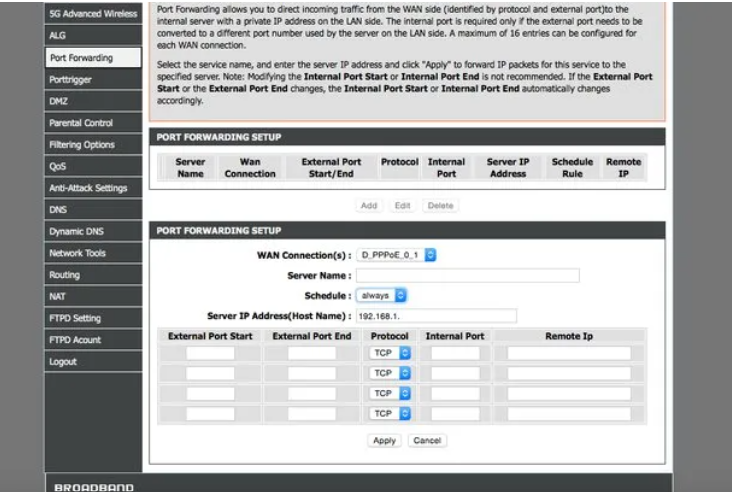 5G Advanced Wireless
ALG
Port Forwarding
Porttrigger
DMZ
Parental Control
Filtering Options
QoS
Anti-Attack Settings
DNS
Dynamic DNS
Network Tools
Routing
NAT
FTPD Setting
FTPD Acount
Logout
Port Forwarding allows you to direct incoming traffic from the WAN side (identified by protocol and external port)to the
internal server with a private IP address on the LAN side. The internal port is required only if the external port needs to be
converted to a different port number used by the server on the LAN side. A maximum of 16 entries can be configured for
each WAN connection.
Select the service name, and enter the server IP address and click "Apply" to forward IP packets for this service to the
specified server. Note: Modifying the Internal Port Start or Internal Port End is not recommended. If the External Port
Start or the External Port End changes, the Internal Port Start or Internal Port End automatically changes
accordingly.
PORT FORWARDING SETUP
Server Name Wan Connection External Port Start/End Protocol Internal Port Server IP Address Schedule Rule Remote IP
Add Edit Delete
PORT FORWARDING SETUP
WAN Connection(s) : D_PPPoE_0_1
Server Name :
Schedule : always
Server IP Address(Host Name) : 192.168.1.
External Port Start External Port End Protocol Internal Port Remote Ip
TCP
TCP
TCP
TCP
Apply Cancel
BROADBAND